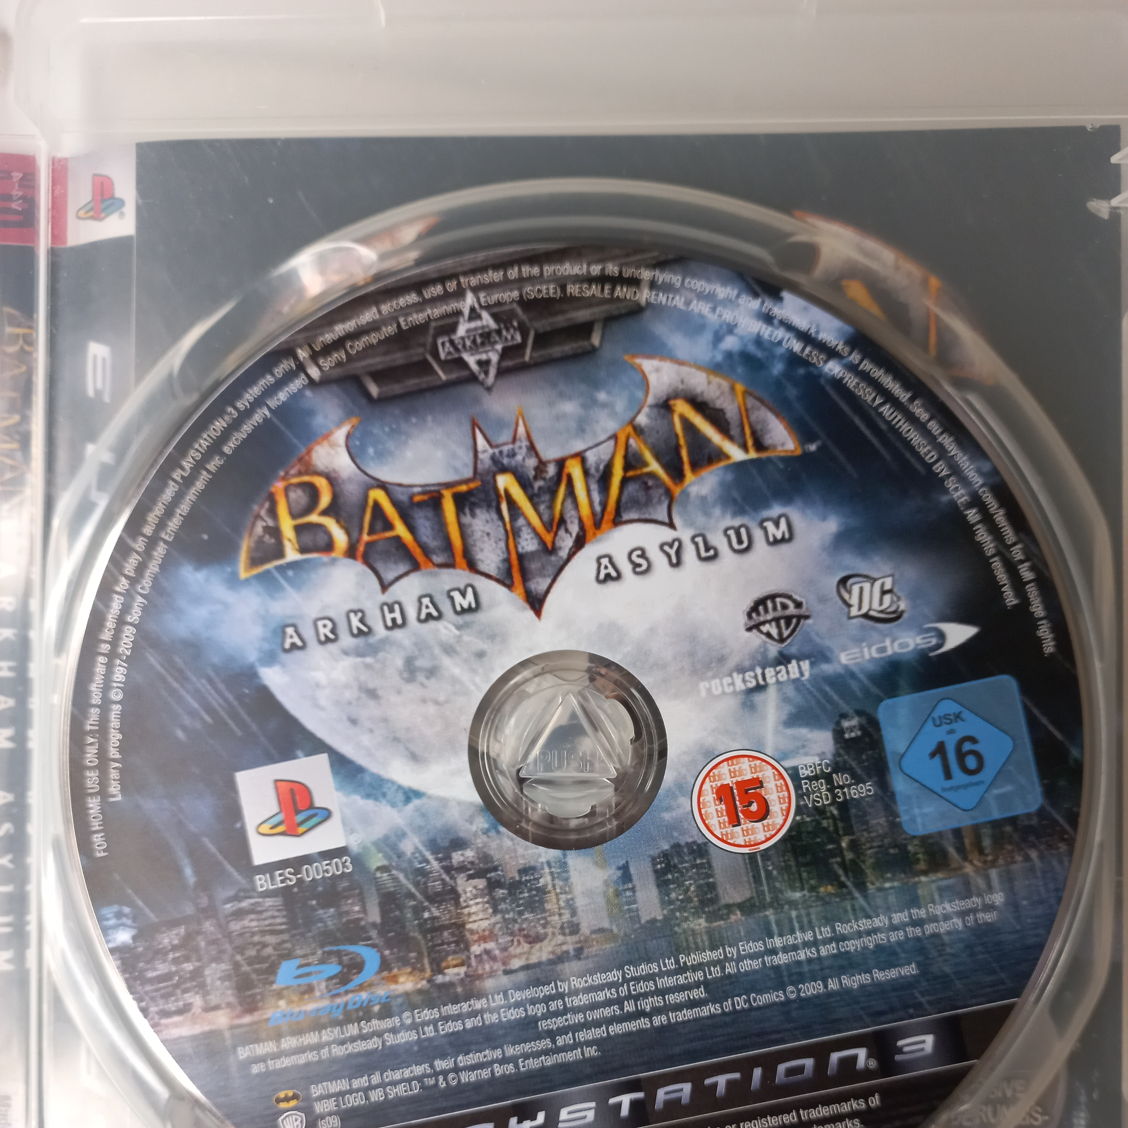 FOR HOME USE ONLY: This software is licensed for play on authorised PLAYSTATION®3 systems only. All unauthorised access, use or transfer of the product or its underlying copyright and trademark works is prohibited. See eu.playstation.com/terms for full usage rights.
Library programs ©1997-2009 Sony Computer Entertainment Inc. exclusively licensed Sony Computer Entertainment Europe (SCEE). RESALE AND RENTAL ARE PROHIBITED UNLESS EXPRESSLY AUTHORISED BY SCEE. All rights reserved.
ARKHAM
BATMAN™
ARKHAM ASYLUM
DC
rocksteady
eidos
PUSH
BLES-00503
15
BBFC
Reg. No.
VSD 31695
USK
ab
16
Blu-ray Disc
BATMAN: ARKHAM ASYLUM Software © Eidos Interactive Ltd. Developed by Rocksteady Studios Ltd. Published by Eidos Interactive Ltd. Rocksteady and the Rocksteady logo
are trademarks of Rocksteady Studios Ltd. Eidos and the Eidos logo are trademarks of Eidos Interactive Ltd. All other trademarks and copyrights are the property of their
respective owners. All rights reserved.
BATMAN and all characters, their distinctive likenesses, and related elements are trademarks of DC Comics © 2009. All Rights Reserved.
WBIE LOGO, WB SHIELD: ™ & © Warner Bros. Entertainment Inc.
(s09)
WB
YSTATION®3
or registered trademarks of
ARKHAM ASYLUM